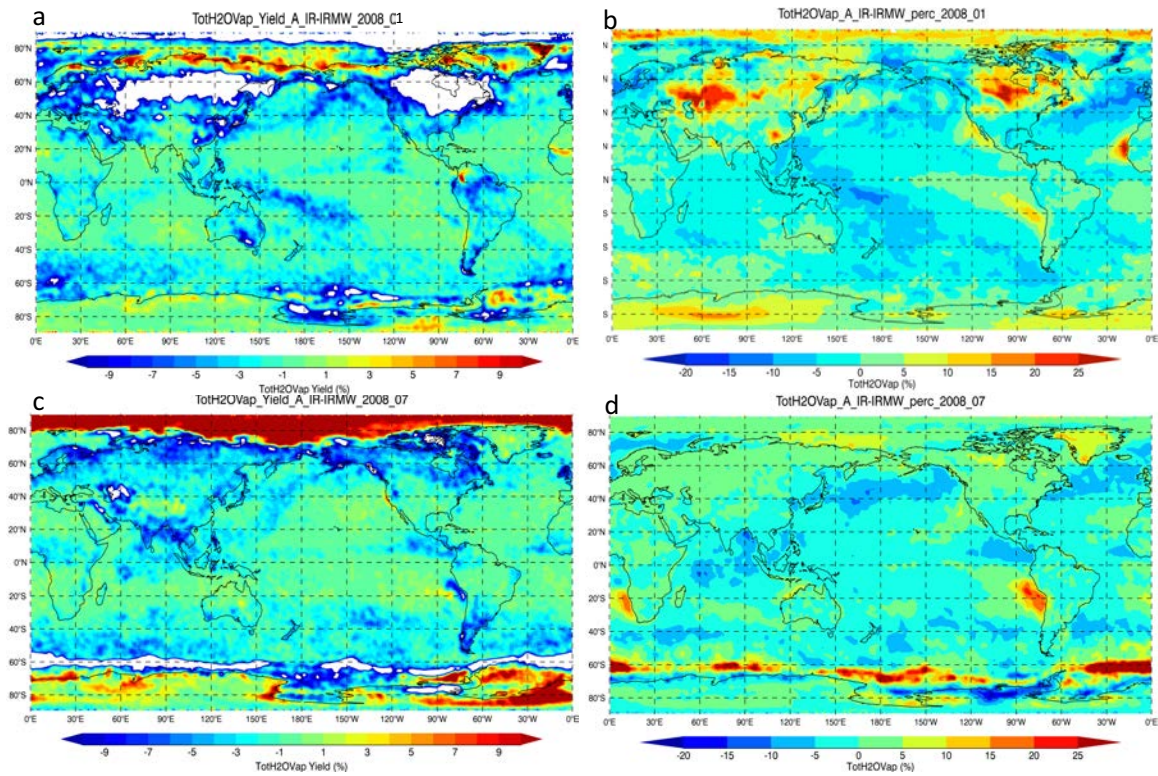 a
TotH2OVap_Yield_A_IR-IRMW_2008_01
80°N
60°N
40°N
20°N
0°N
20°S
40°S
60°S
80°S
0°E 30°E 60°E 90°E 120°E 150°E 180°E 150°W 120°W 90°W 60°W 30°W 0°E
-9 -7 -5 -3 -1 1 3 5 7 9
TotH2OVap Yield (%)
b
TotH2OVap_A_IR-IRMW_perc_2008_01
N
N
N
N
N
S
S
S
S
0°E 30°E 60°E 90°E 120°E 150°E 180°E 150°W 120°W 90°W 60°W 30°W 0°E
-20 -15 -10 -5 0 5 10 15 20 25
TotH2OVap (%)
c
TotH2OVap_Yield_A_IR-IRMW_2008_07
80°N
60°N
40°N
20°N
0°N
20°S
40°S
60°S
80°S
0°E 30°E 60°E 90°E 120°E 150°E 180°E 150°W 120°W 90°W 60°W 30°W 0°E
-9 -7 -5 -3 -1 1 3 5 7 9
TotH2OVap Yield (%)
d
TotH2OVap_A_IR-IRMW_perc_2008_07
80°N
60°N
40°N
20°N
0°N
20°S
40°S
60°S
80°S
0°E 30°E 60°E 90°E 120°E 150°E 180°E 150°W 120°W 90°W 60°W 30°W 0°E
-20 -15 -10 -5 0 5 10 15 20 25
TotH2OVap (%)